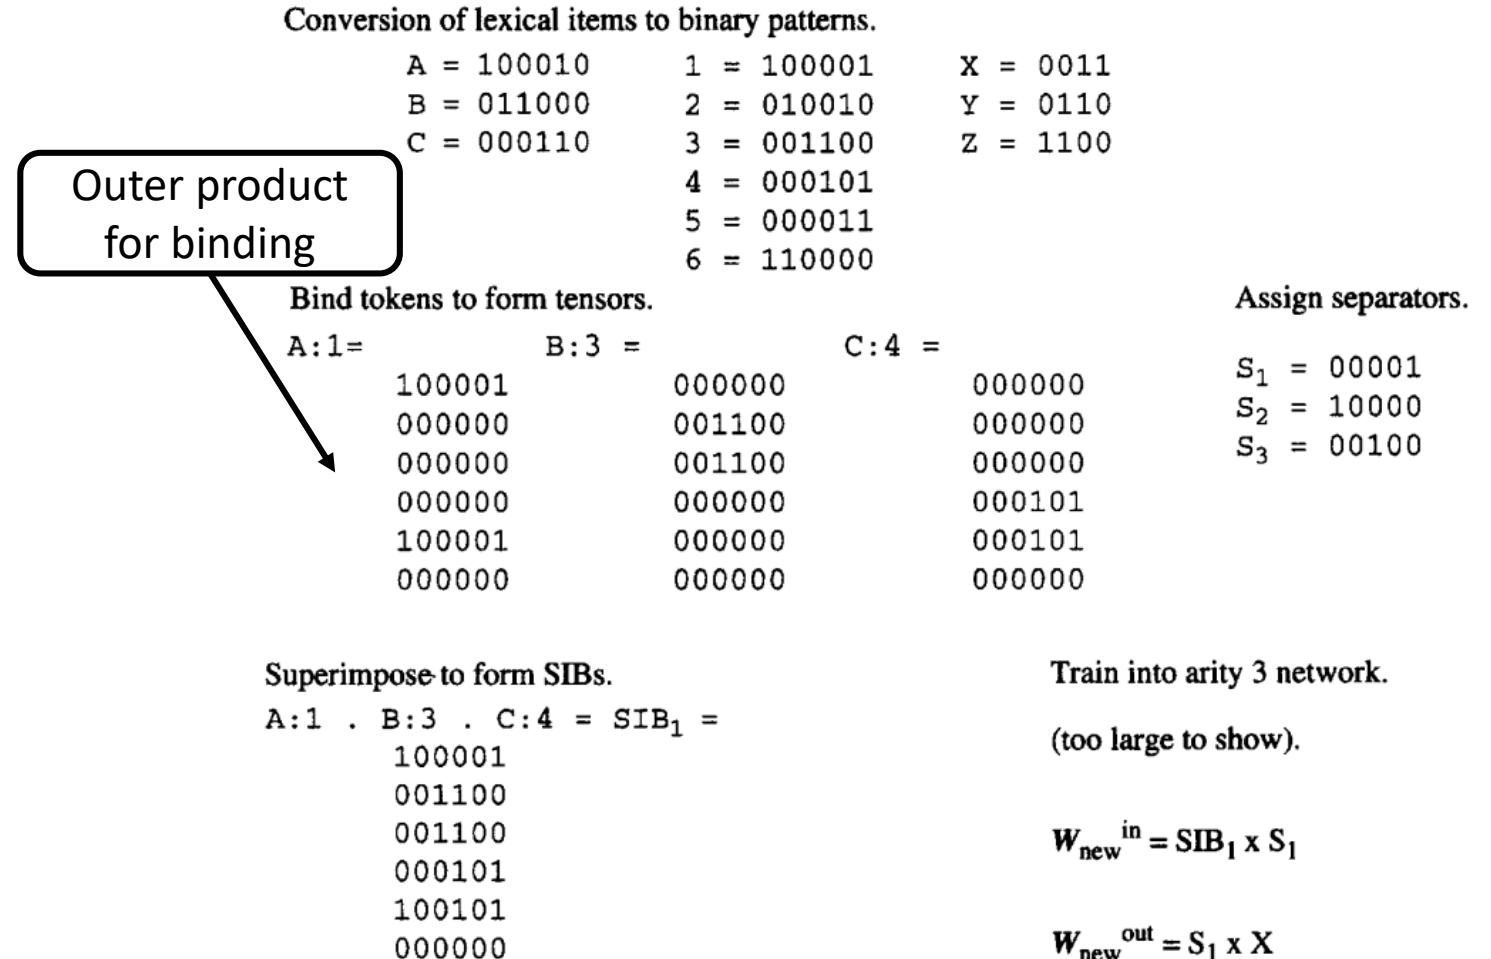 Conversion of lexical items to binary patterns.
A = 100010 1 = 100001 X = 0011
B = 011000 2 = 010010 Y = 0110
C = 000110 3 = 001100 Z = 1100
4 = 000101
5 = 000011
6 = 110000
Outer product
for binding
Bind tokens to form tensors.
A:1= B:3 = C:4 =
100001 000000 000000
000000 001100 000000
000000 001100 000000
000000 000000 000101
100001 000000 000101
000000 000000 000000
Assign separators.
S1 = 00001
S2 = 10000
S3 = 00100
Superimpose to form SIBs.
A:1 . B:3 . C:4 = SIB1 =
100001
001100
001100
000101
100101
000000
Train into arity 3 network.
(too large to show).
Wnew in = SIB1 x S1
Wnew out = S1 x X